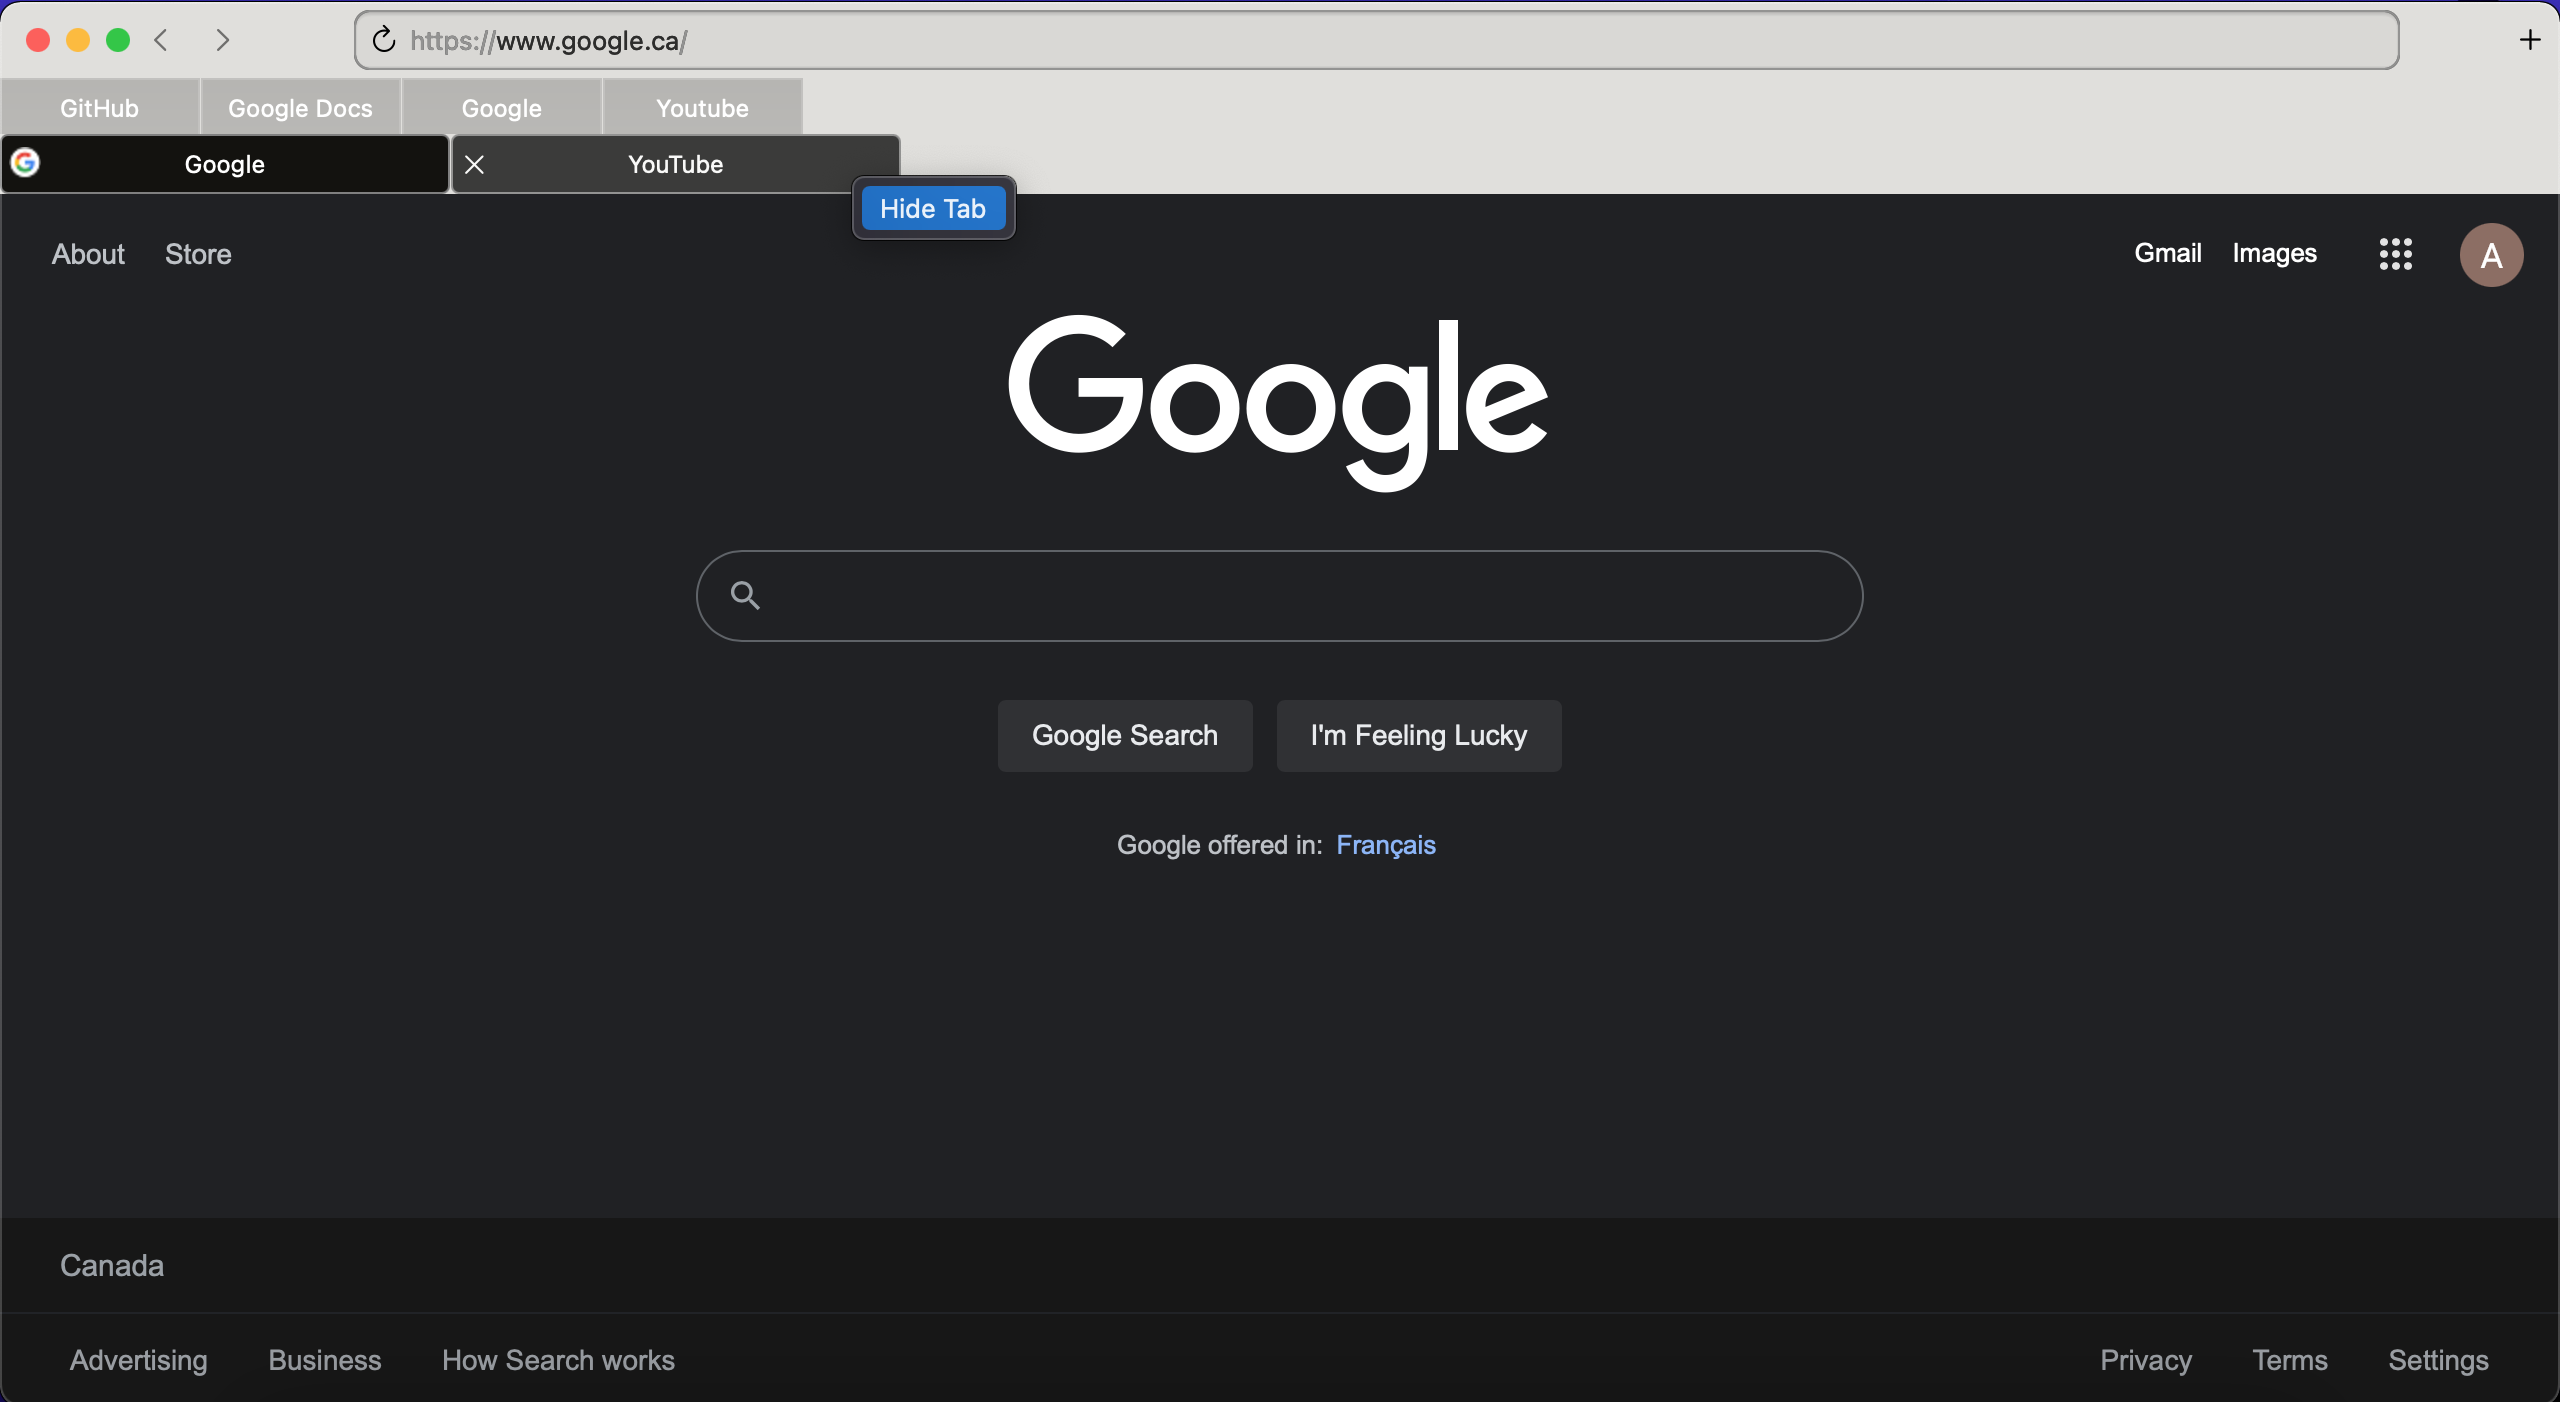 https://www.google.ca/
GitHub Google Docs Google Youtube
Google YouTube
Hide Tab
About Store Gmail Images A
Google
Google Search I'm Feeling Lucky
Google offered in: Français
Canada
Advertising Business How Search works Privacy Terms Settings